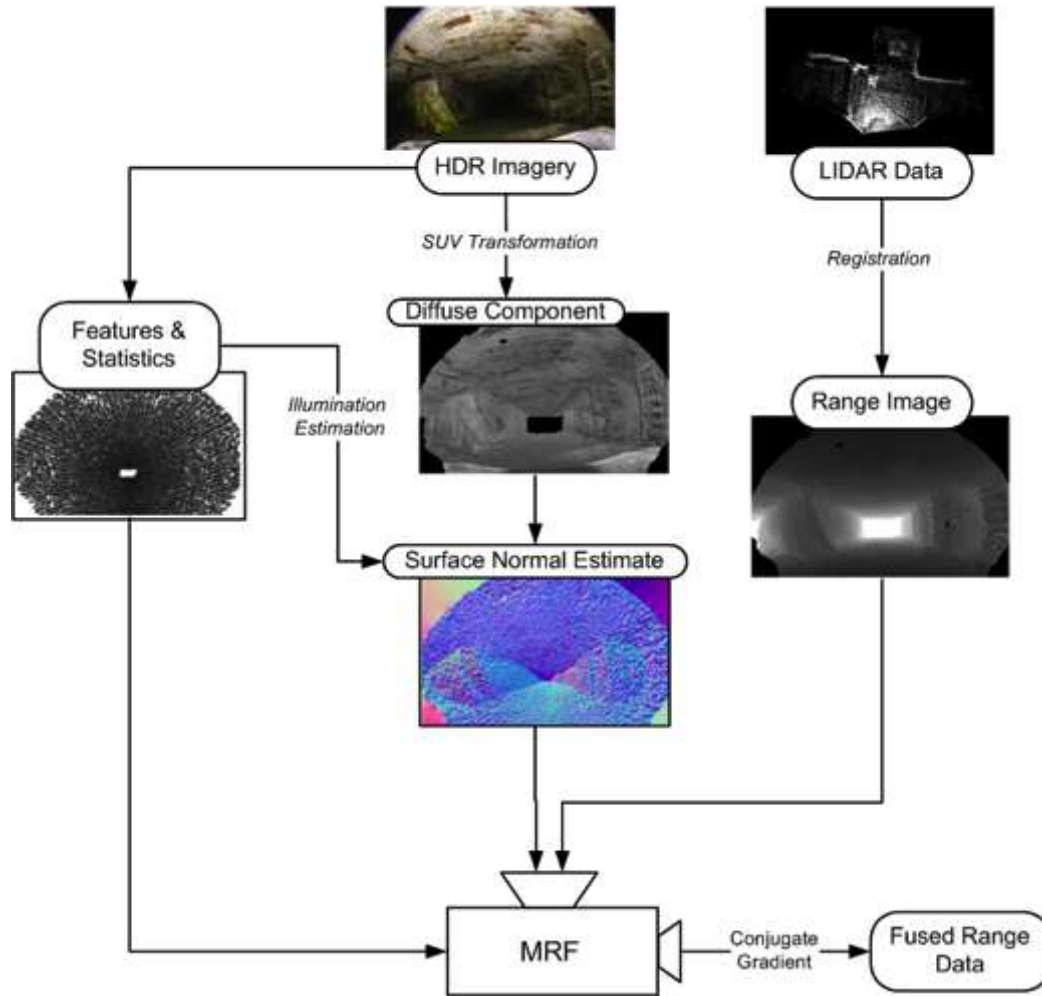 HDR Imagery
LIDAR Data
SUV Transformation
Registration
Features &
Statistics
Diffuse Component
Illumination
Estimation
Range Image
Surface Normal Estimate
MRF
Conjugate
Gradient
Fused Range
Data